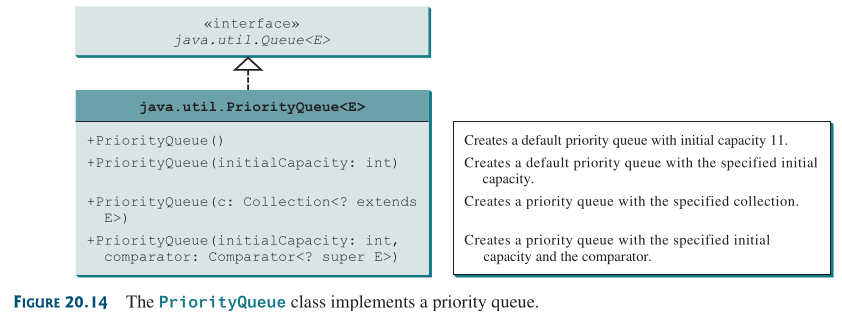 «interface»
java.util.Queue<E>
java.util.PriorityQueue<E>
+PriorityQueue()
+PriorityQueue(initialCapacity: int)
+PriorityQueue(c: Collection<? extends
E>)
+PriorityQueue(initialCapacity: int,
comparator: Comparator<? super E>)
Creates a default priority queue with initial capacity 11.
Creates a default priority queue with the specified initial
capacity.
Creates a priority queue with the specified collection.
Creates a priority queue with the specified initial
capacity and the comparator.
FIGURE 20.14 The PriorityQueue class implements a priority queue.